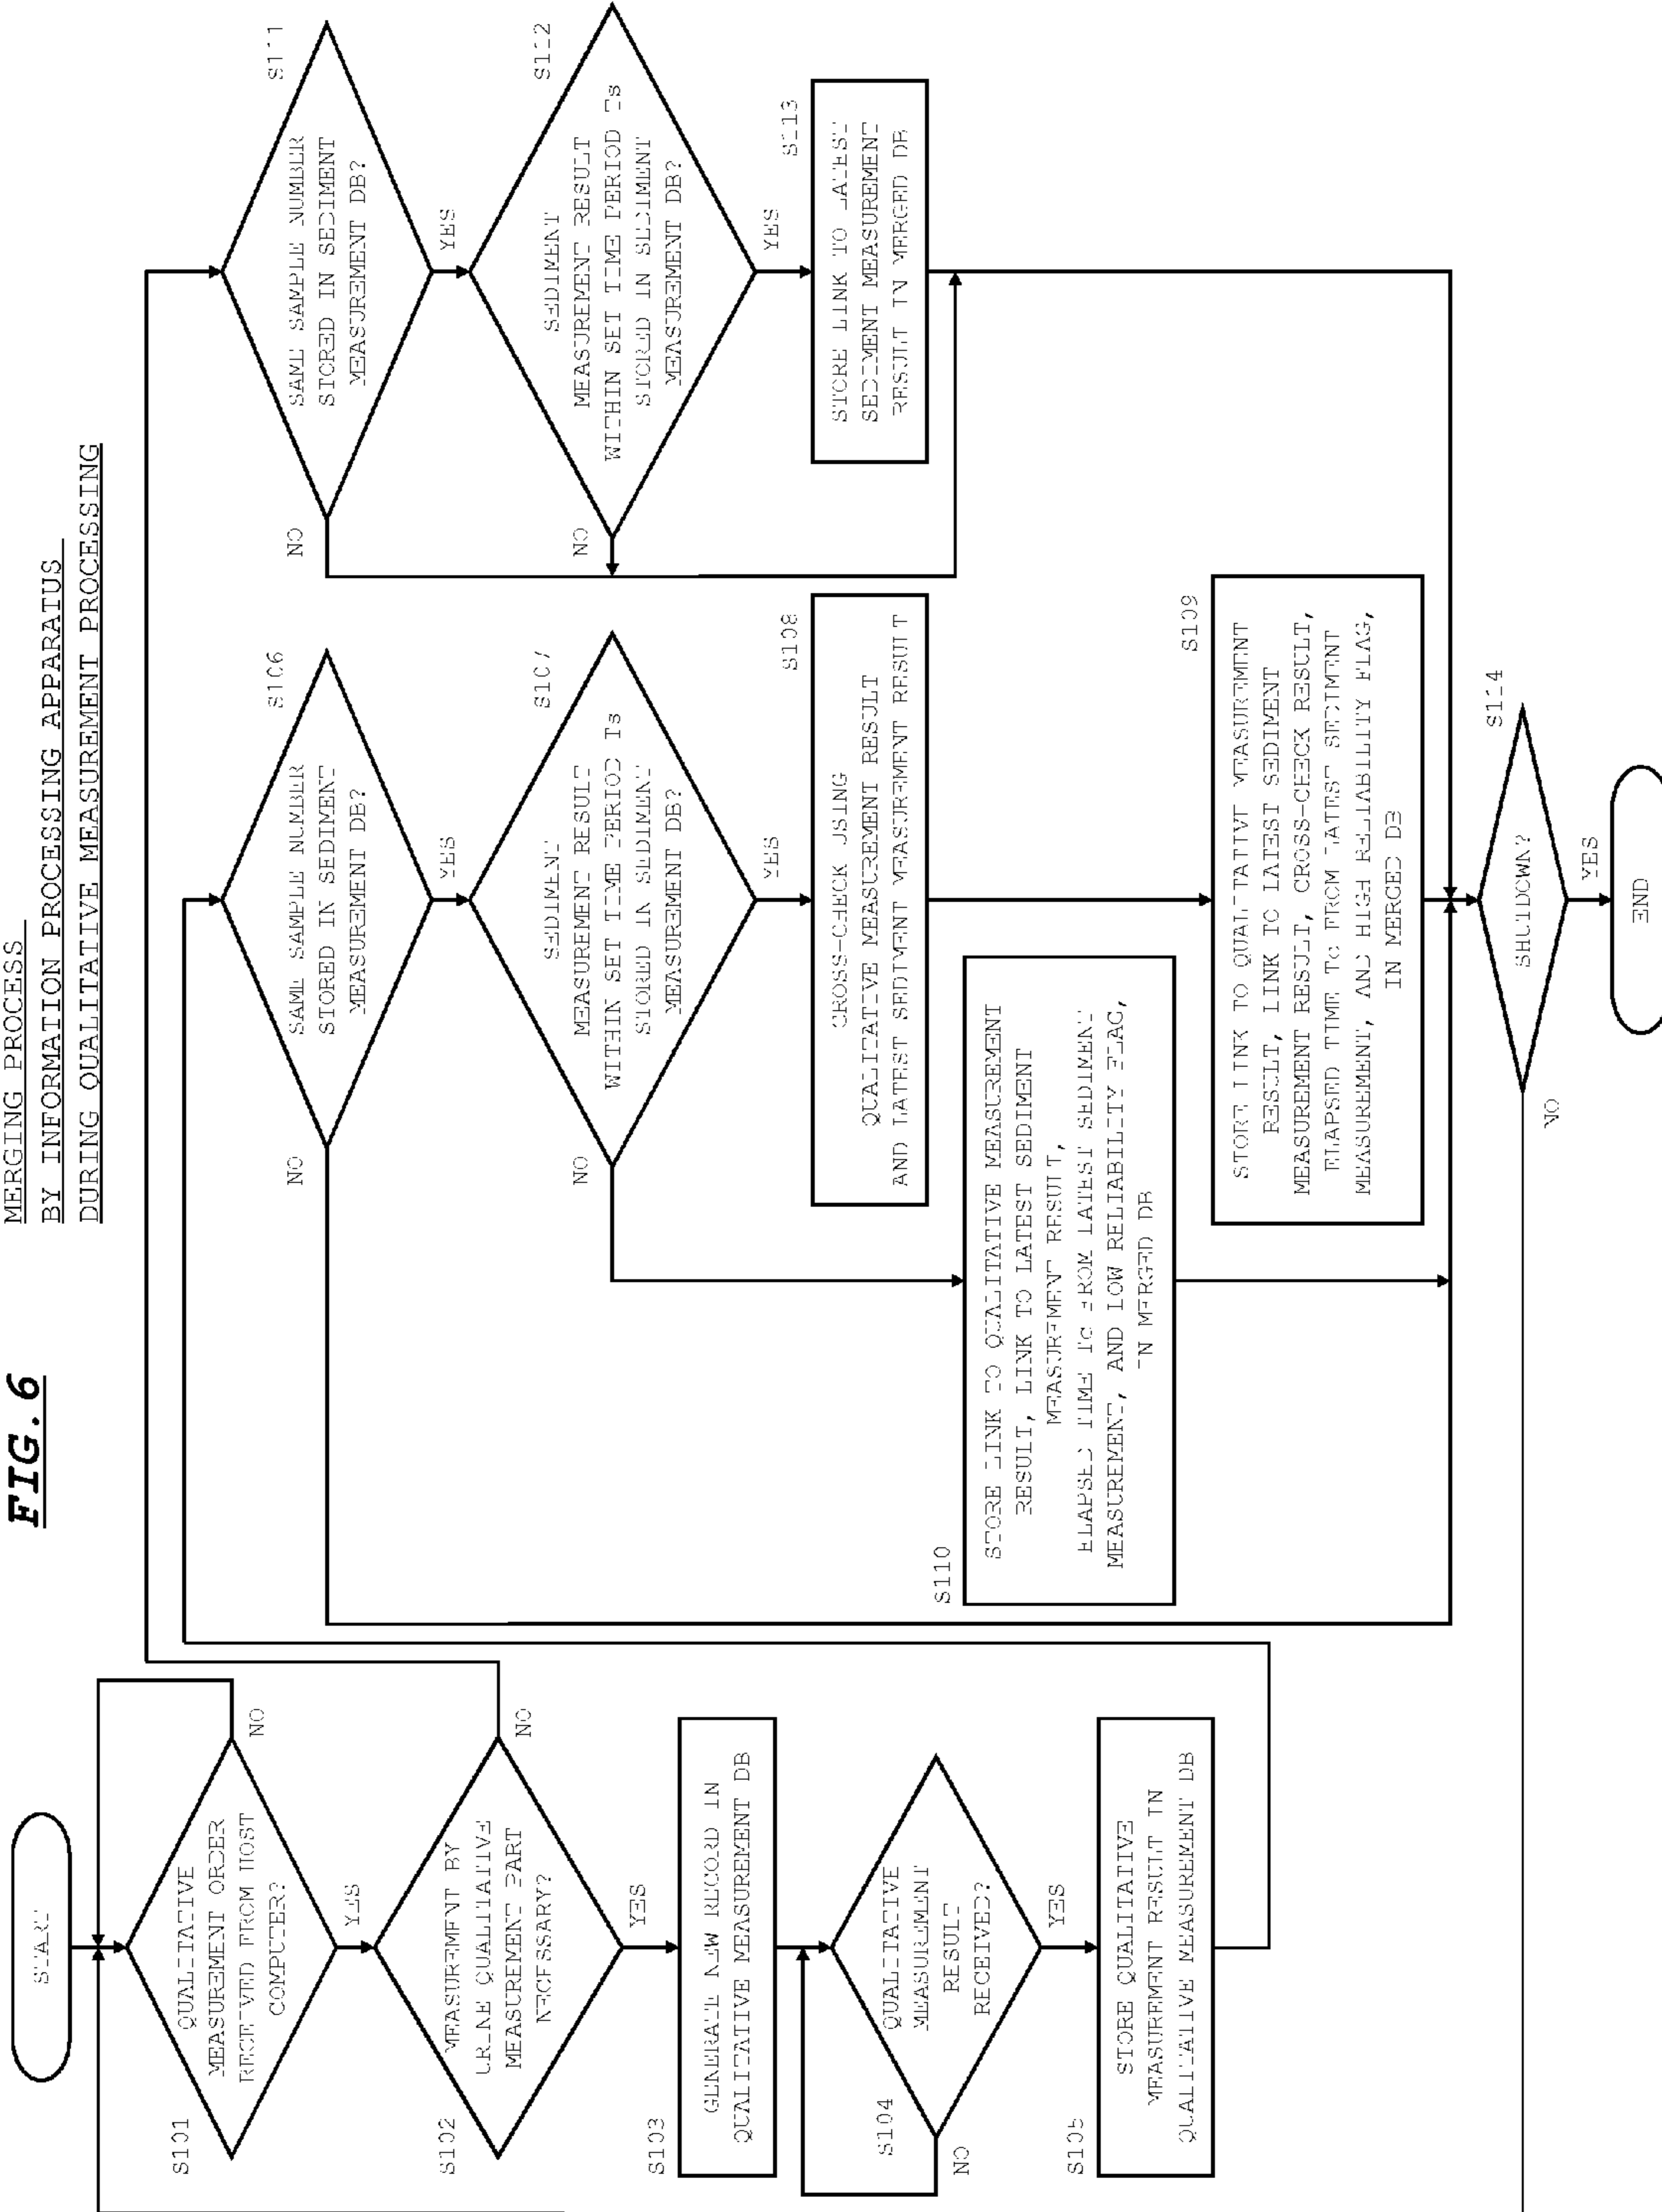 FIG. 6
MERGING PROCESS
BY INFORMATION PROCESSING APPARATUS
DURING QUALITATIVE MEASUREMENT PROCESSING
START
S101
QUALITATIVE
MEASUREMENT ORDER
RECEIVED FROM HOST
COMPUTER?
NO
YES
S102
MEASUREMENT BY
URINE QUALITATIVE
MEASUREMENT PART
NECESSARY?
NO
YES
S103
GENERATE NEW RECORD IN
QUALITATIVE MEASUREMENT DB
S104
QUALITATIVE
MEASUREMENT
RESULT
RECEIVED?
NO
YES
S105
STORE QUALITATIVE
MEASUREMENT RESULT IN
QUALITATIVE MEASUREMENT DB
S106
SAME SAMPLE NUMBER
STORED IN SEDIMENT
MEASUREMENT DB?
NO
YES
S107
SEDIMENT
MEASUREMENT RESULT
WITHIN SET TIME PERIOD Ts
STORED IN SEDIMENT
MEASUREMENT DB?
NO
YES
S108
CROSS-CHECK USING
QUALITATIVE MEASUREMENT RESULT
AND LATEST SEDIMENT MEASUREMENT RESULT
S110
STORE LINK TO QUALITATIVE MEASUREMENT
RESULT, LINK TO LATEST SEDIMENT
MEASUREMENT RESULT,
ELAPSED TIME Tc FROM LATEST SEDIMENT
MEASUREMENT, AND LOW RELIABILITY FLAG,
IN MERGED DB
S109
STORE LINK TO QUALITATIVE MEASUREMENT
RESULT, LINK TO LATEST SEDIMENT
MEASUREMENT RESULT, CROSS-CHECK RESULT,
ELAPSED TIME Tc FROM LATEST SEDIMENT
MEASUREMENT, AND HIGH RELIABILITY FLAG,
IN MERGED DB
S111
SAME SAMPLE NUMBER
STORED IN SEDIMENT
MEASUREMENT DB?
NO
YES
S112
SEDIMENT
MEASUREMENT RESULT
WITHIN SET TIME PERIOD Ts
STORED IN SEDIMENT
MEASUREMENT DB?
NO
YES
S113
STORE LINK TO LATEST
SEDIMENT MEASUREMENT
RESULT IN MERGED DB
S114
SHUTDOWN?
NO
YES
END